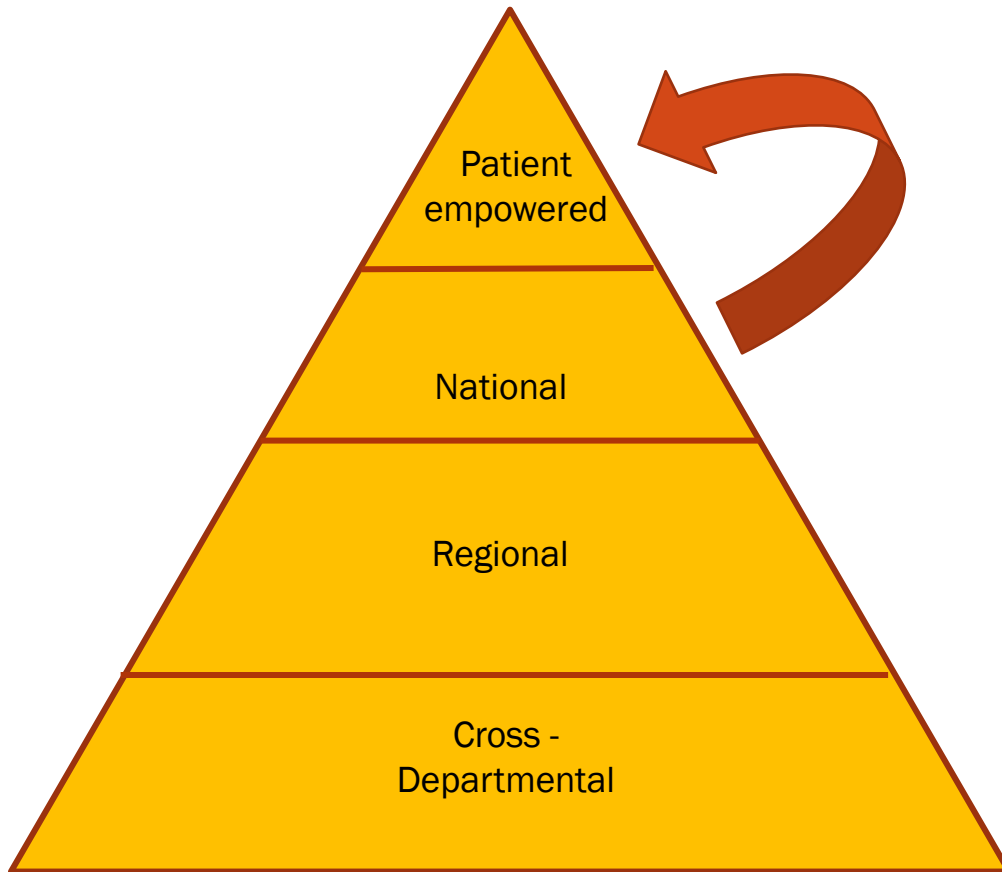 Patient
empowered
National
Regional
Cross -
Departmental